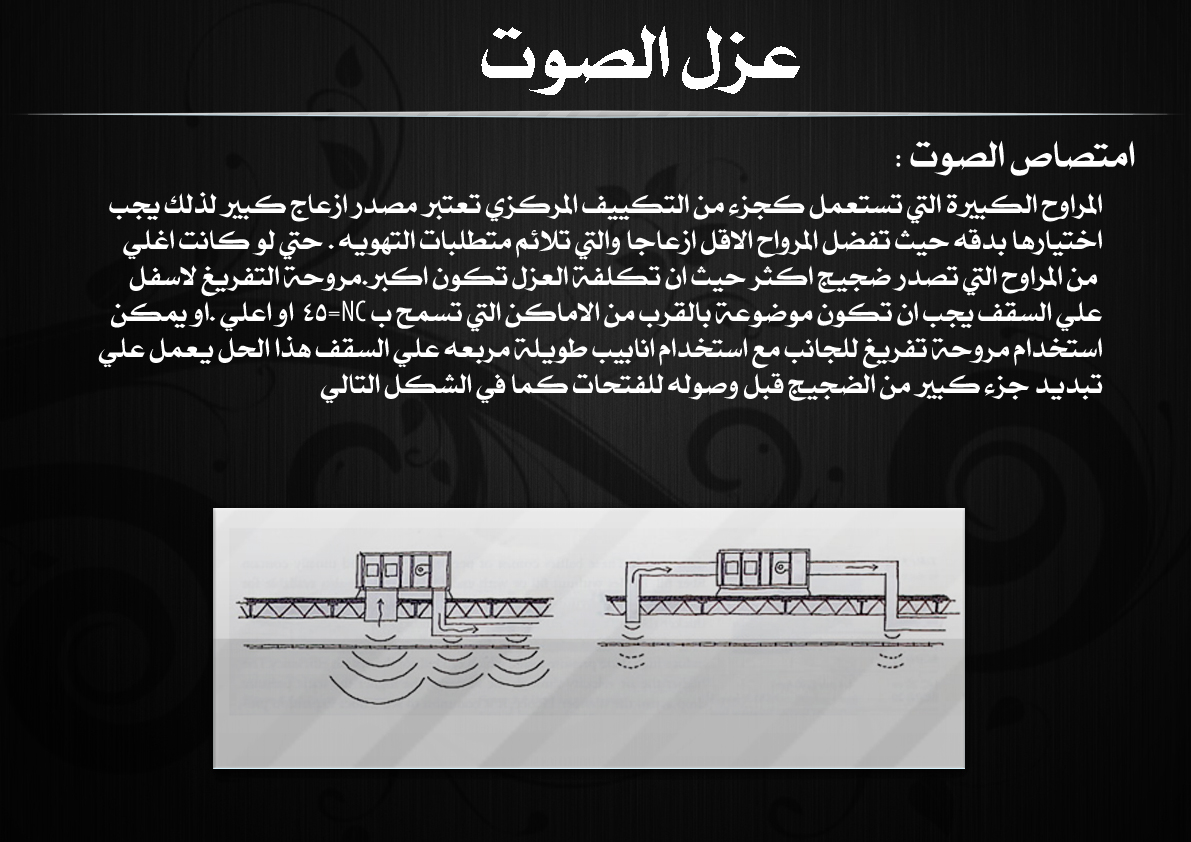 عزل الصوت
امتصاص الصوت :
المراوح الكبيرة التي تستعمل كجزء من التكييف المركزي تعتبر مصدر ازعاج كبير لذلك يجب
اختيارها بدقه حيث تفضل المرواح الاقل ازعاجا والتي تلائم متطلبات التهويه . حتي لو كانت اغلي
من المراوح التي تصدر ضجيج اكثر حيث ان تكلفة العزل تكون اكبر.مروحة التفريغ لاسفل
علي السقف يجب ان تكون موضوعة بالقرب من الاماكن التي تسمح ب NC=٤٥ او اعلي .او يمكن
استخدام مروحة تفريغ للجانب مع استخدام انابيب طويلة مربعه علي السقف هذا الحل يعمل علي
تبديد جزء كبير من الضجيج قبل وصوله للفتحات كما في الشكل التالي